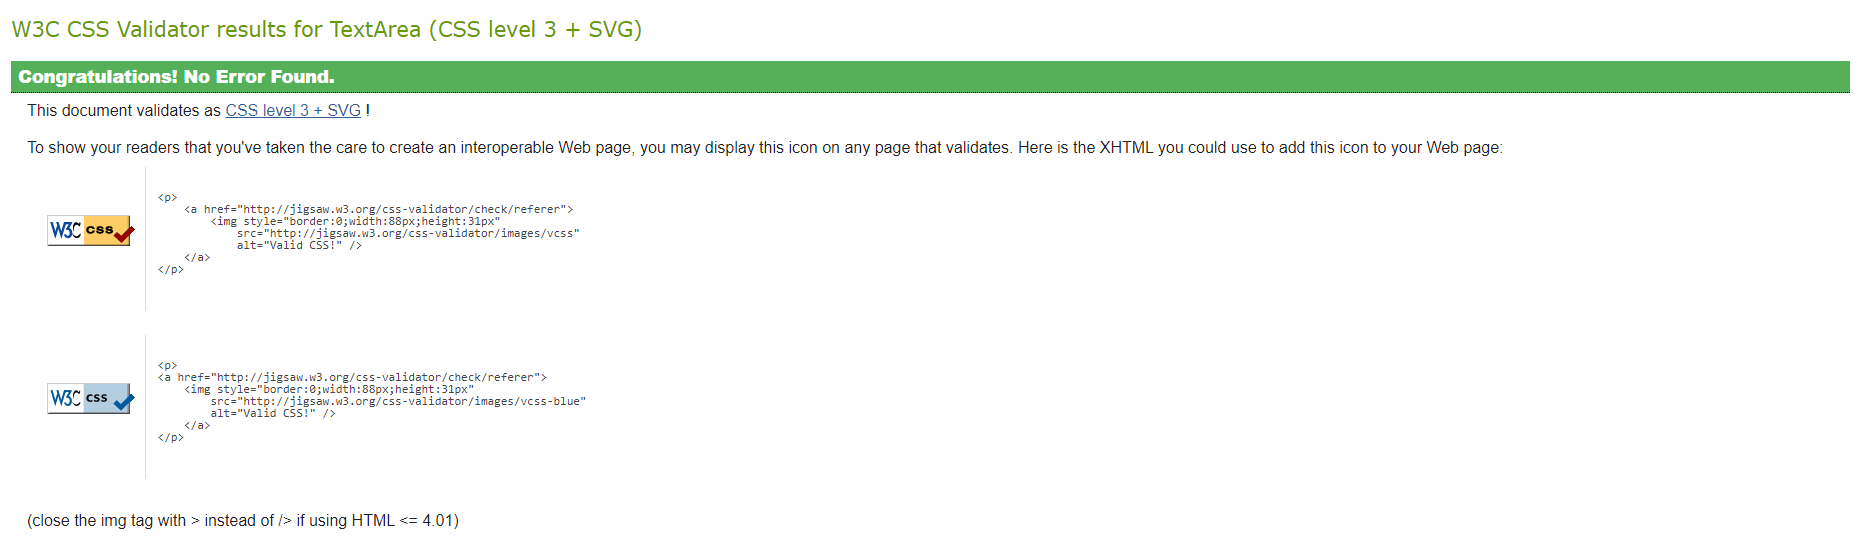 W3C CSS Validator results for TextArea (CSS level 3 + SVG)
Congratulations! No Error Found.
This document validates as CSS level 3 + SVG !
To show your readers that you've taken the care to create an interoperable Web page, you may display this icon on any page that validates. Here is the XHTML you could use to add this icon to your Web page:
W3C css
<p>
    <a href="http://jigsaw.w3.org/css-validator/check/referer">
        <img style="border:0;width:88px;height:31px"
            src="http://jigsaw.w3.org/css-validator/images/vcss"
            alt="Valid CSS!" />
    </a>
</p>
W3C css
<p>
<a href="http://jigsaw.w3.org/css-validator/check/referer">
    <img style="border:0;width:88px;height:31px"
        src="http://jigsaw.w3.org/css-validator/images/vcss-blue"
        alt="Valid CSS!" />
    </a>
</p>
(close the img tag with > instead of /> if using HTML <= 4.01)